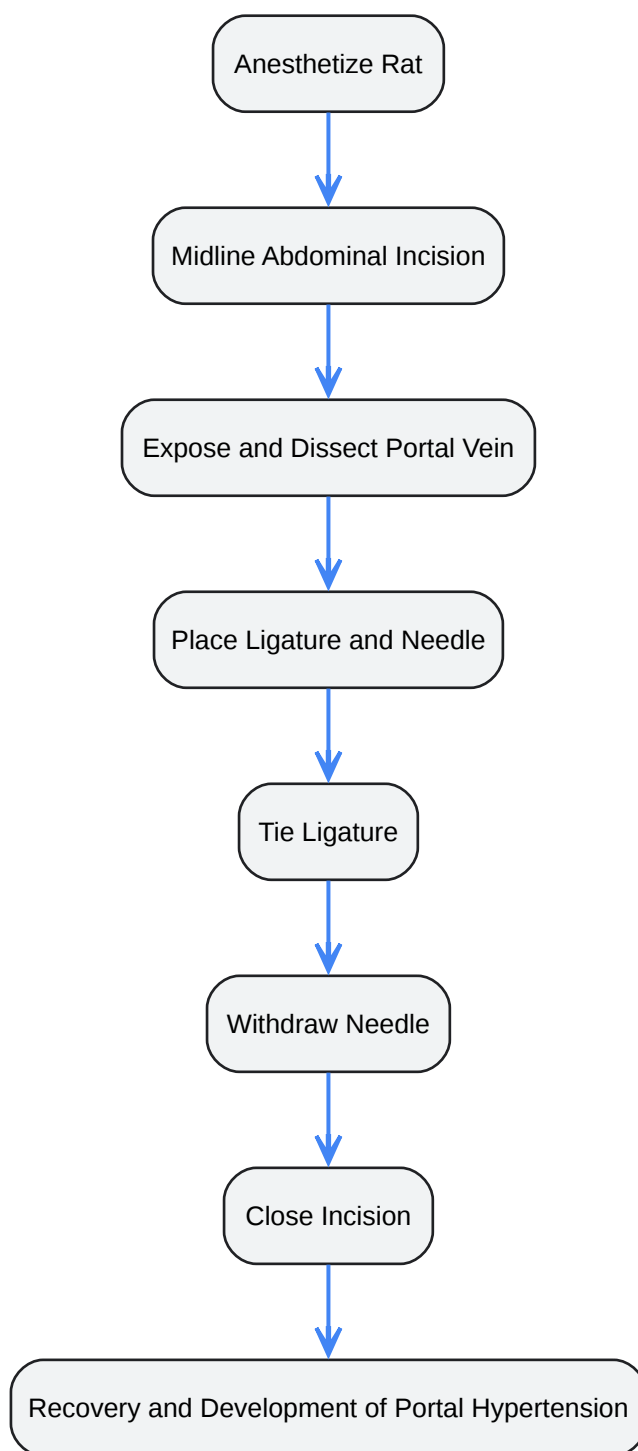 Anesthetize Rat
Midline Abdominal Incision
Expose and Dissect Portal Vein
Place Ligature and Needle
Tie Ligature
Withdraw Needle
Close Incision
Recovery and Development of Portal Hypertension